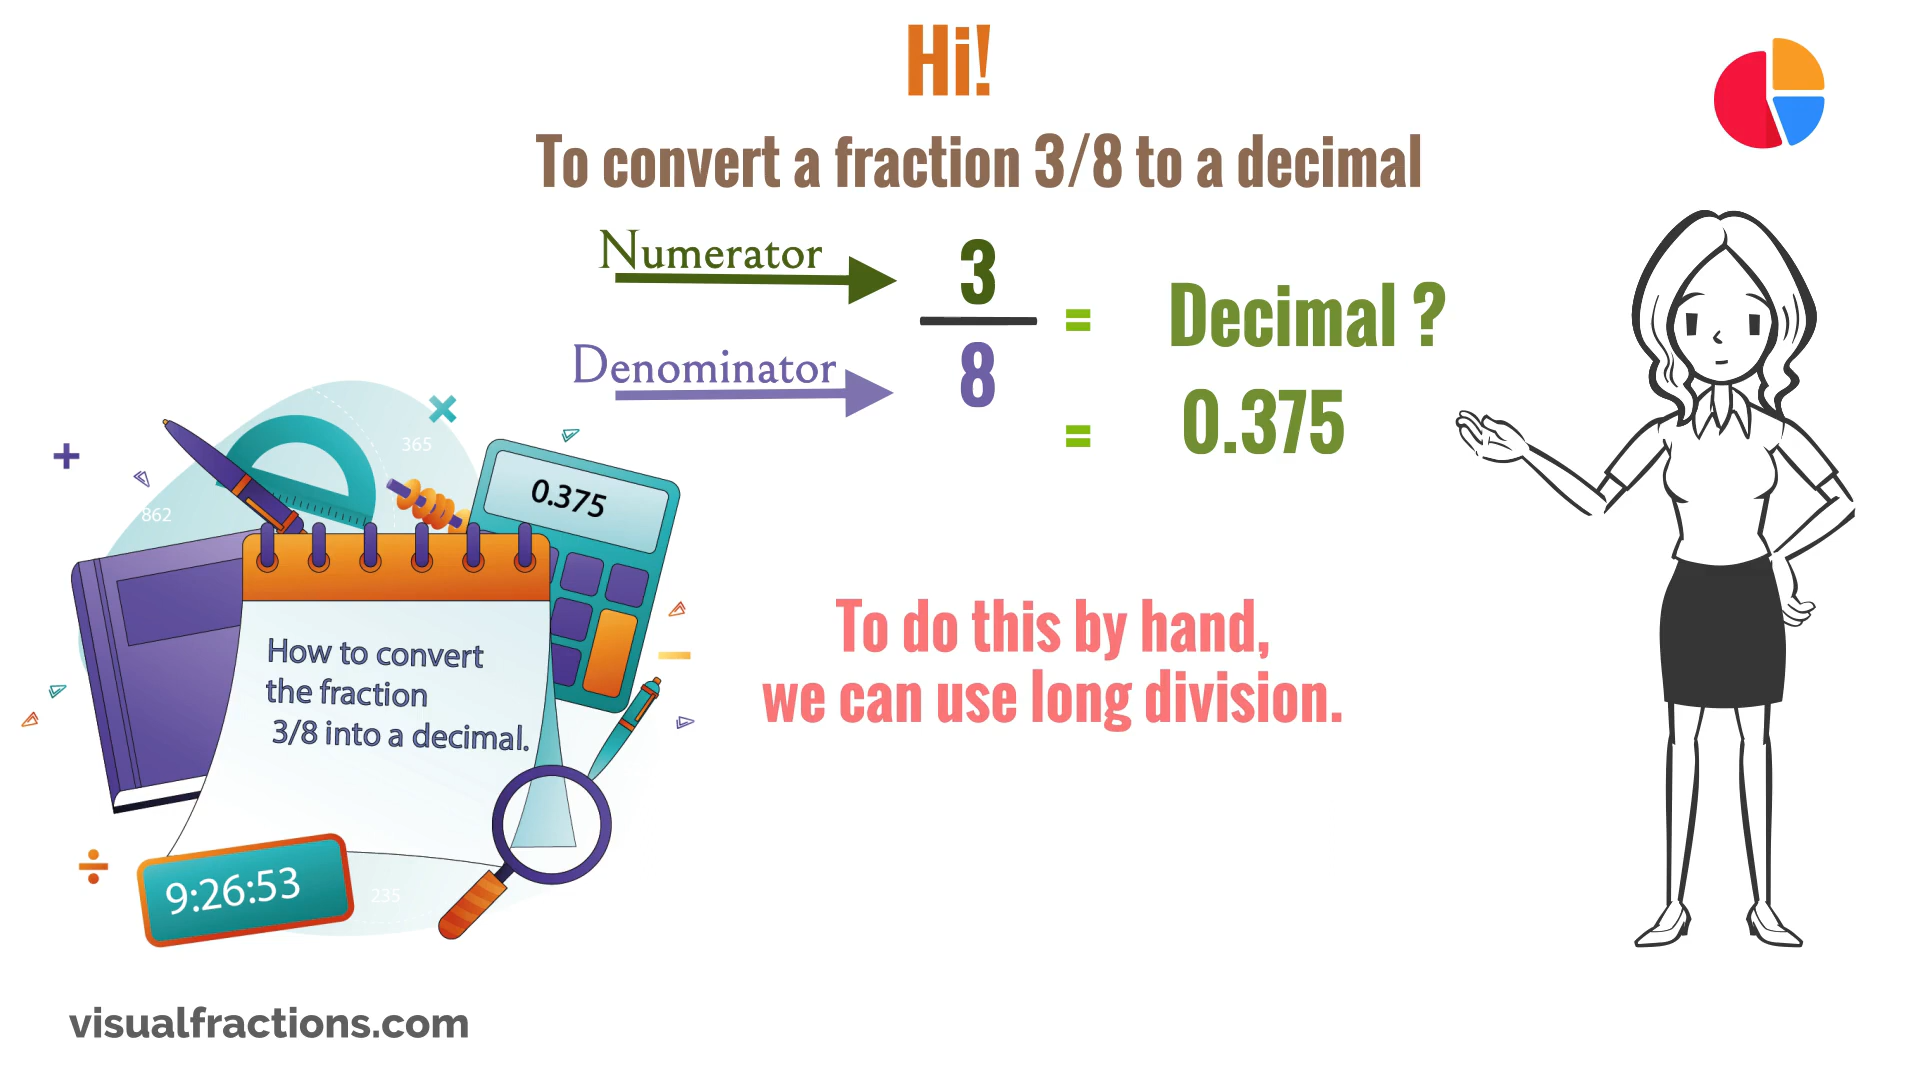 Hi!
To convert a fraction 3/8 to a decimal
Numerator
3
= Decimal ?
Denominator
8
= 0.375
365
862
0.375
How to convert
the fraction
3/8 into a decimal.
To do this by hand,
we can use long division.
9:26:53
235
visualfractions.com